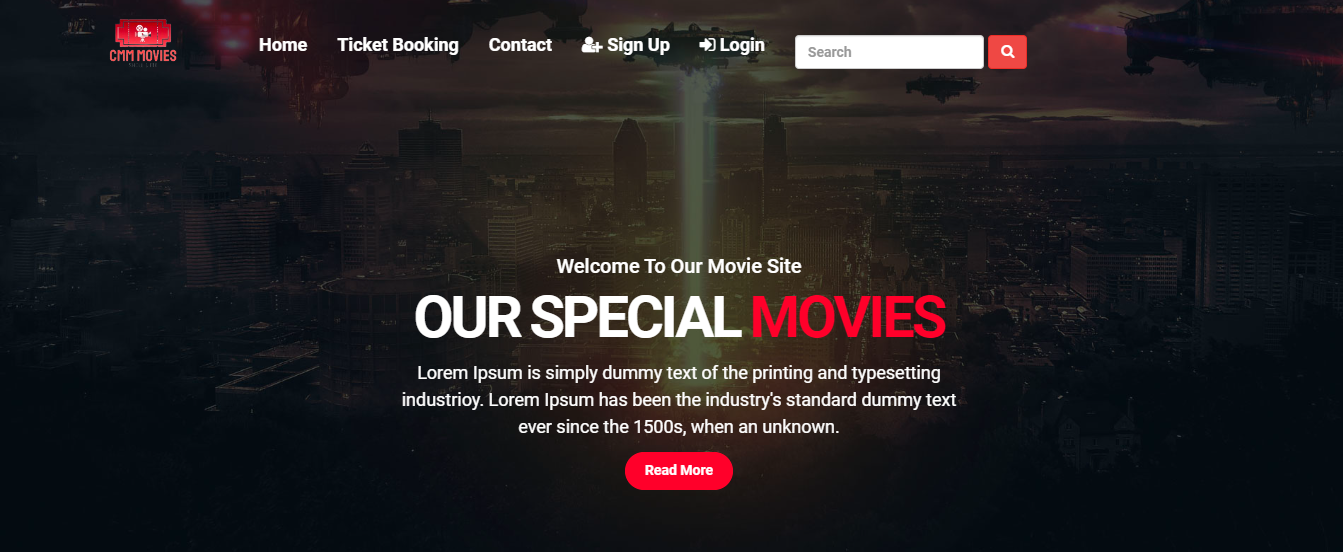 CMM MOVIES
Home
Ticket Booking
Contact
Sign Up
Login
Search
Welcome To Our Movie Site
OUR SPECIAL MOVIES
Lorem Ipsum is simply dummy text of the printing and typesetting
industrioy. Lorem Ipsum has been the industry's standard dummy text
ever since the 1500s, when an unknown.
Read More